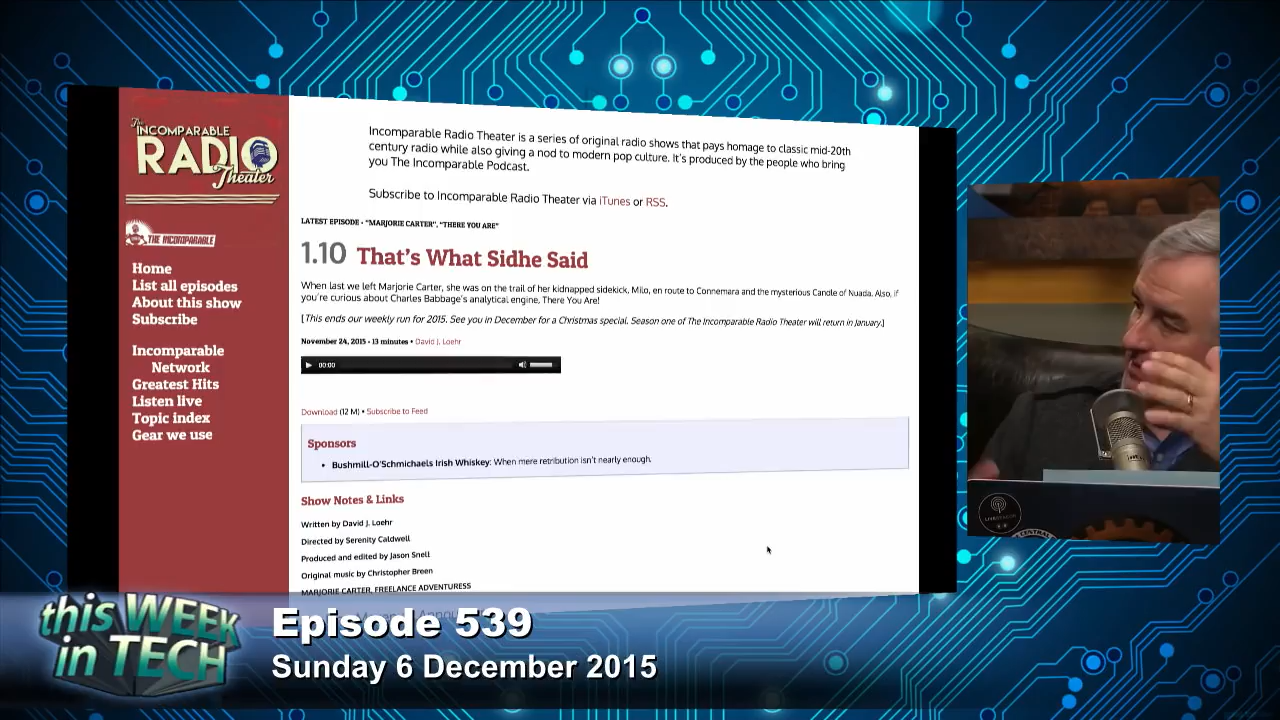 The
INCOMPARABLE
RADIO
Theater
THE INCOMPARABLE
Home
List all episodes
About this show
Subscribe
Incomparable
Network
Greatest Hits
Listen live
Topic index
Gear we use
Incomparable Radio Theater is a series of original radio shows that pays homage to classic mid-20th
century radio while also giving a nod to modern pop culture. It's produced by the people who bring
you The Incomparable Podcast.
Subscribe to Incomparable Radio Theater via iTunes or RSS.
LATEST EPISODE • "MARJORIE CARTER", "THERE YOU ARE"
1.10 That's What Sidhe Said
When last we left Marjorie Carter, she was on the trail of her kidnapped sidekick, Milo, en route to Connemara and the mysterious Candle of Nuada. Also, if
you're curious about Charles Babbage's analytical engine, There You Are!
[This ends our weekly run for 2015. See you in December for a Christmas special. Season one of The Incomparable Radio Theater will return in January.]
November 24, 2015 • 13 minutes • David J. Loehr
00:00
Download (12 M) • Subscribe to Feed
Sponsors
• Bushmill-O'Schmichaels Irish Whiskey: When mere retribution isn't nearly enough.
Show Notes & Links
Written by David J. Loehr
Directed by Serenity Caldwell
Produced and edited by Jason Snell
Original music by Christopher Breen
MARJORIE CARTER, FREELANCE ADVENTURESS
this WEEK
in TECH
Episode 539
Sunday 6 December 2015